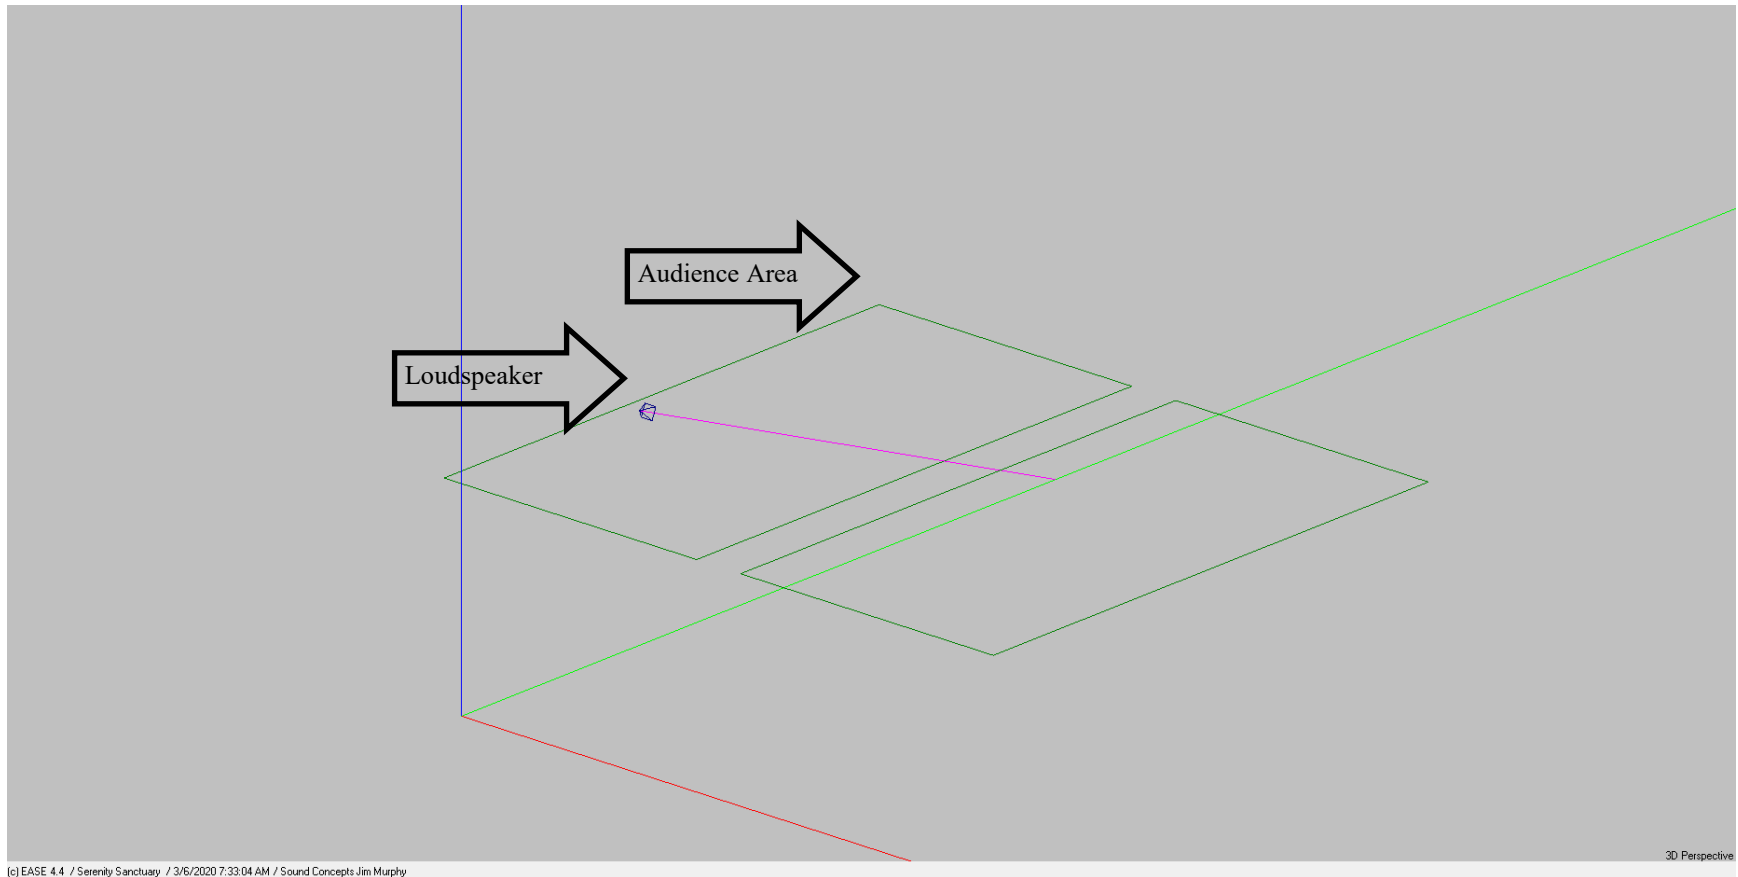 Audience Area
Loudspeaker
3D Perspective
(c) EASE 4.4 / Serenity Sanctuary / 3/6/2020 7:33:04 AM / Sound Concepts Jim Murphy